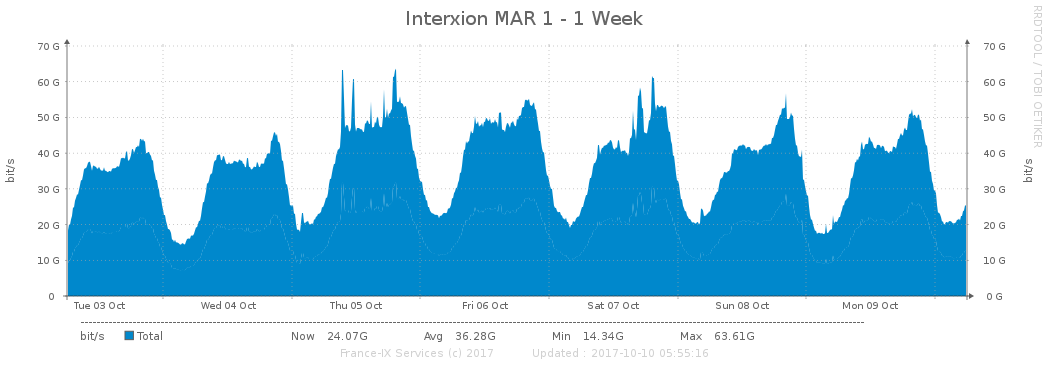 Interxion MAR 1 - 1 Week
RRDTOOL / TOBI OETIKER
bit/s
70 G 70 G
60 G 60 G
50 G 50 G
40 G 40 G
30 G 30 G
20 G 20 G
10 G 10 G
0 0 G
bit/s
Tue 03 Oct Wed 04 Oct Thu 05 Oct Fri 06 Oct Sat 07 Oct Sun 08 Oct Mon 09 Oct
bit/s Total Now 24.07G Avg 36.28G Min 14.34G Max 63.61G
France-IX Services (c) 2017 Updated : 2017-10-10 05:55:16